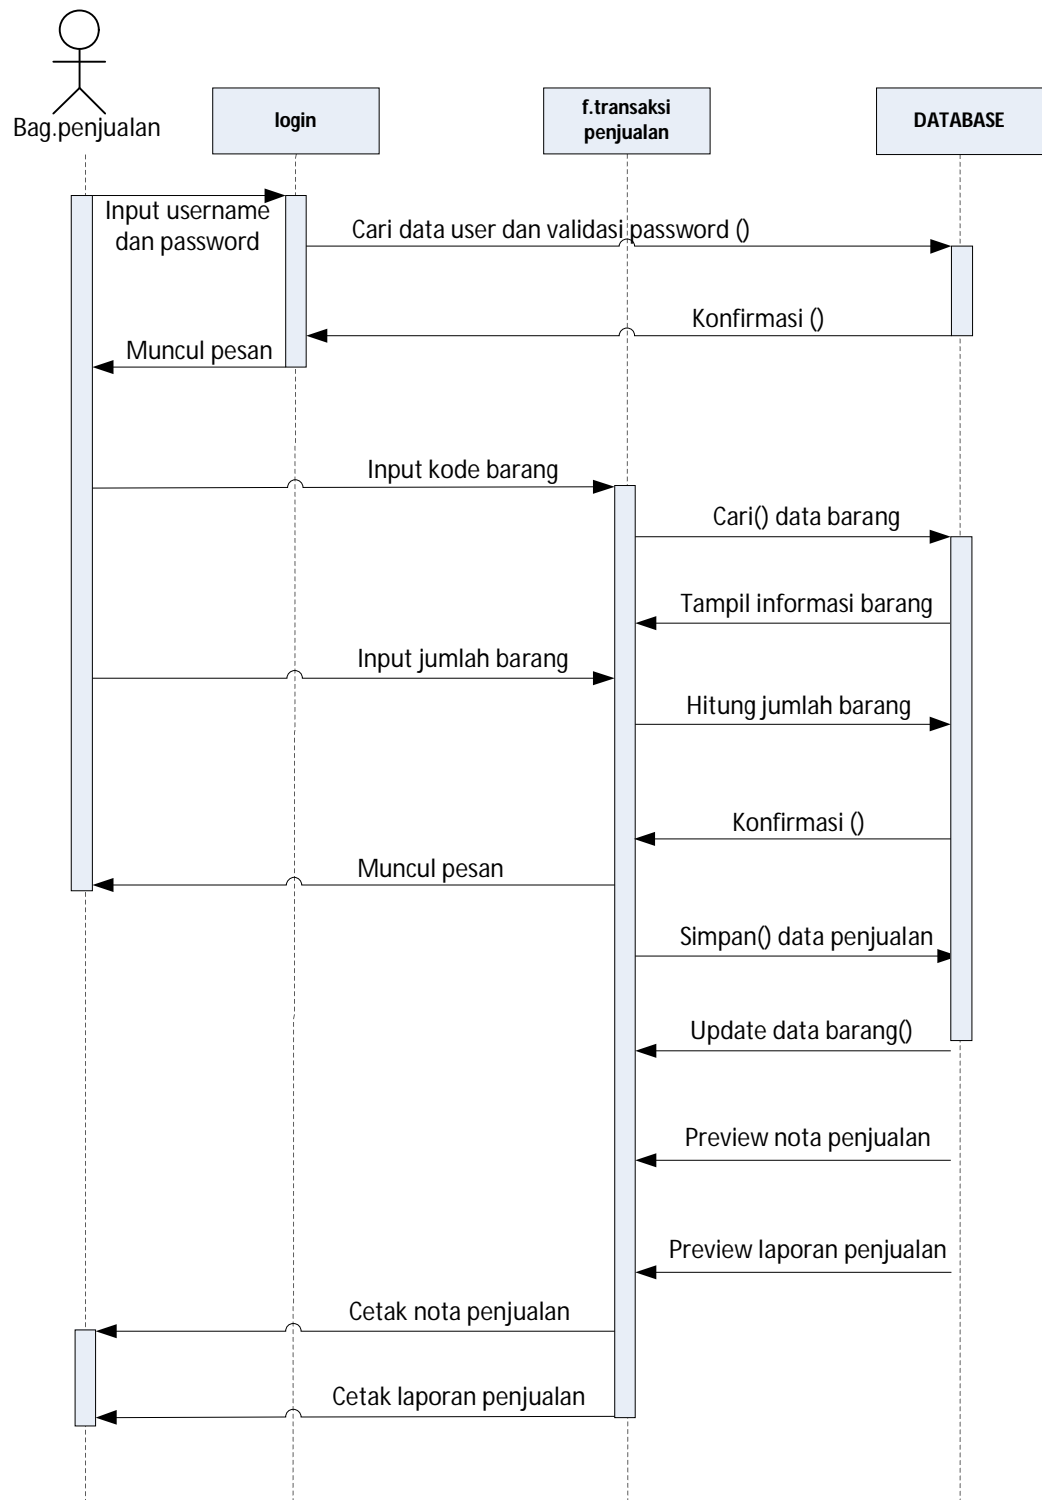 Bag.penjualan
login
f.transaksi
penjualan
DATABASE
Input username
dan password
Cari data user dan validasi password ()
Konfirmasi ()
Muncul pesan
Input kode barang
Cari() data barang
Tampil informasi barang
Input jumlah barang
Hitung jumlah barang
Konfirmasi ()
Muncul pesan
Simpan() data penjualan
Update data barang()
Preview nota penjualan
Preview laporan penjualan
Cetak nota penjualan
Cetak laporan penjualan